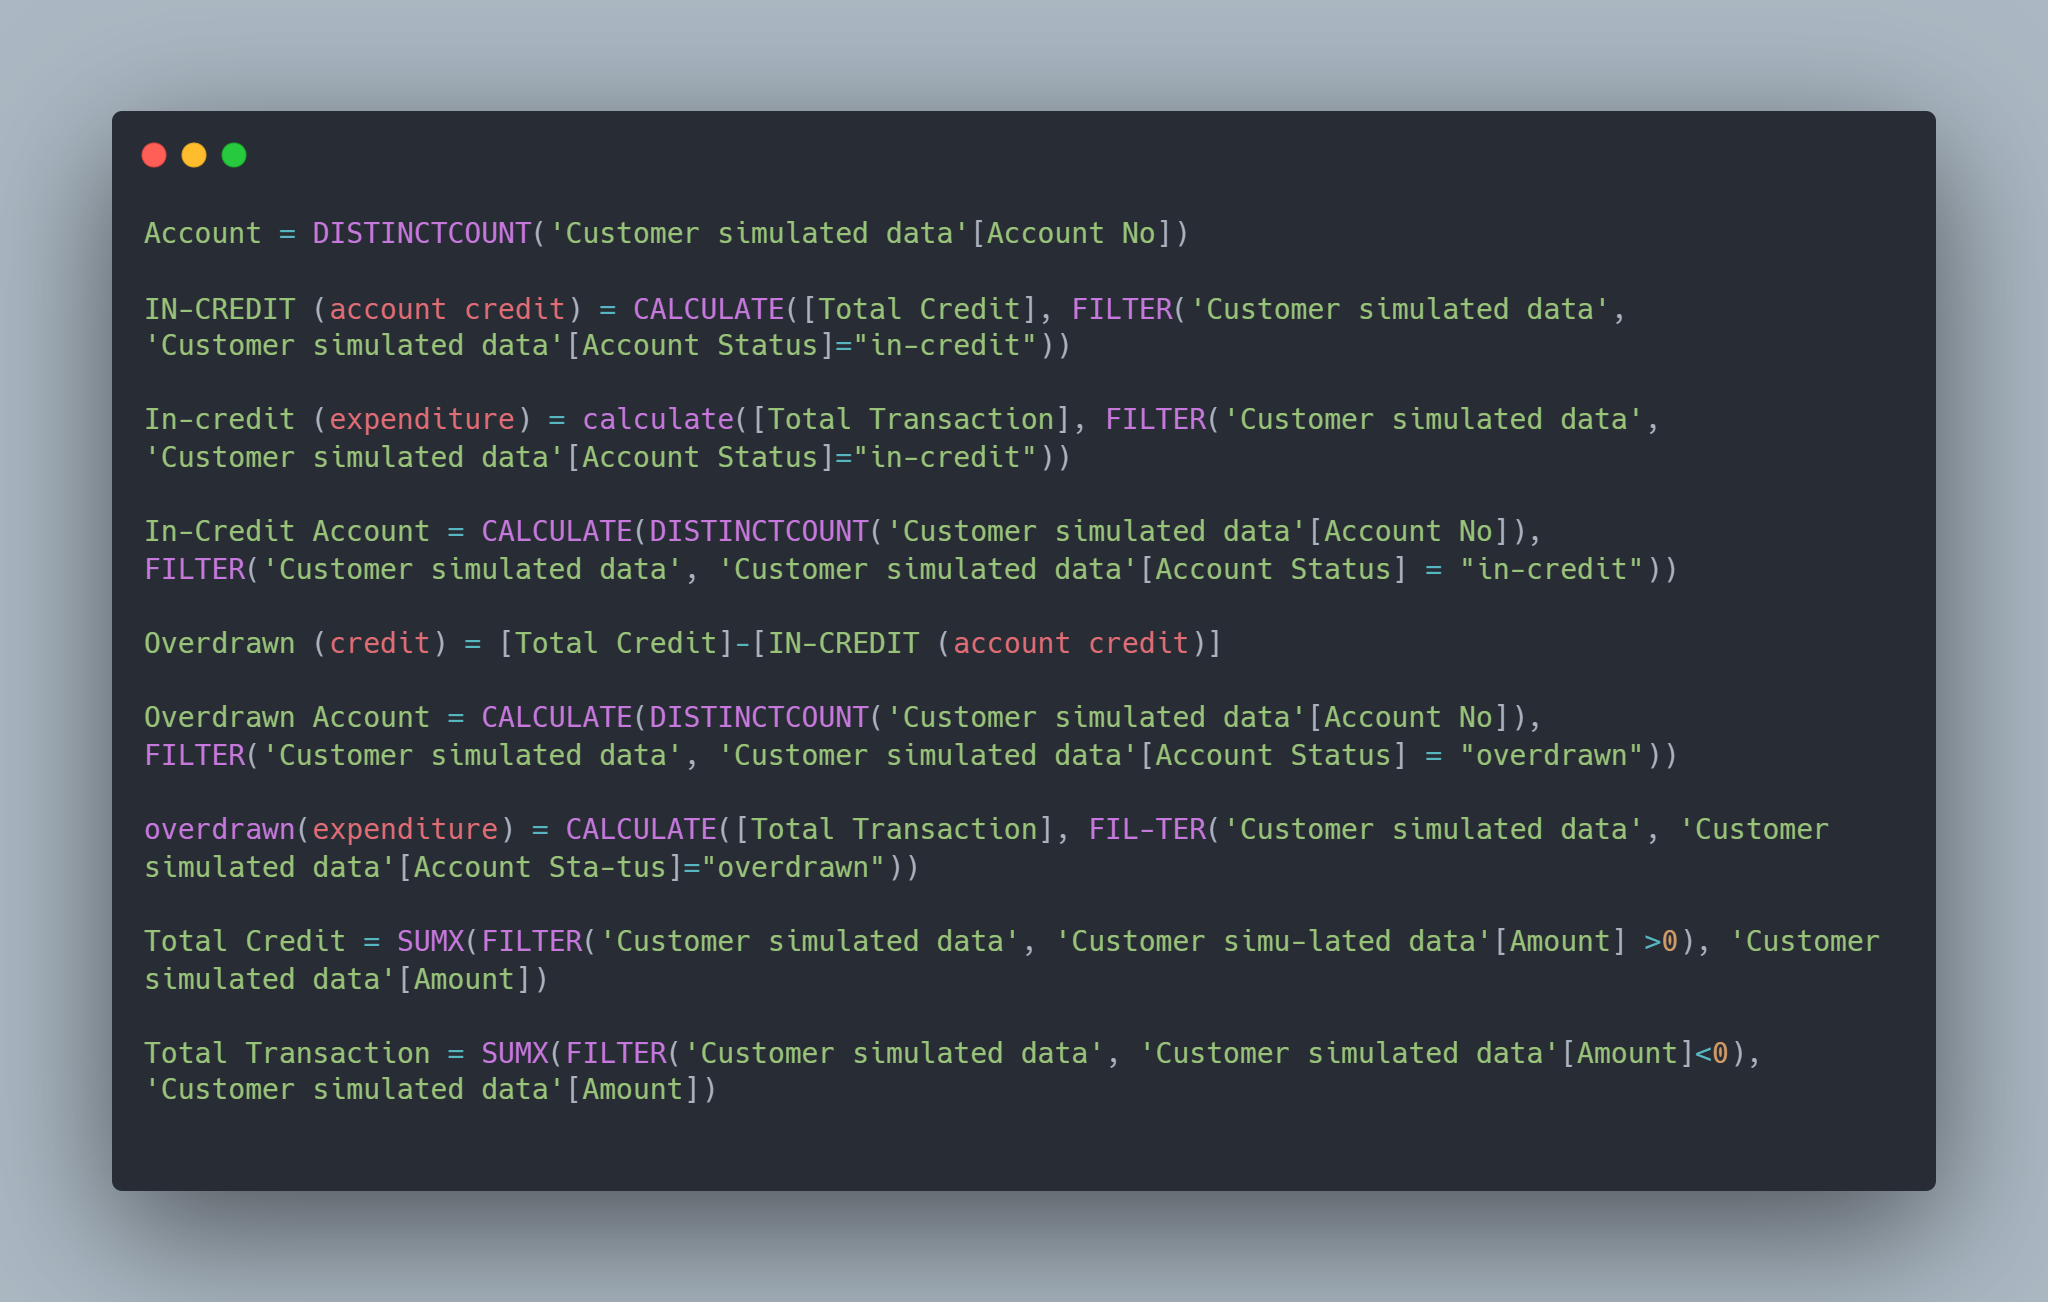 Account = DISTINCTCOUNT('Customer simulated data'[Account No])
IN-CREDIT (account credit) = CALCULATE([Total Credit], FILTER('Customer simulated data',
'Customer simulated data'[Account Status]="in-credit"))
In-credit (expenditure) = calculate([Total Transaction], FILTER('Customer simulated data',
'Customer simulated data'[Account Status]="in-credit"))
In-Credit Account = CALCULATE(DISTINCTCOUNT('Customer simulated data'[Account No]),
FILTER('Customer simulated data', 'Customer simulated data'[Account Status] = "in-credit"))
Overdrawn (credit) = [Total Credit]-[IN-CREDIT (account credit)]
Overdrawn Account = CALCULATE(DISTINCTCOUNT('Customer simulated data'[Account No]),
FILTER('Customer simulated data', 'Customer simulated data'[Account Status] = "overdrawn"))
overdrawn(expenditure) = CALCULATE([Total Transaction], FIL-TER('Customer simulated data', 'Customer
simulated data'[Account Sta-tus]="overdrawn"))
Total Credit = SUMX(FILTER('Customer simulated data', 'Customer simu-lated data'[Amount] >0), 'Customer
simulated data'[Amount])
Total Transaction = SUMX(FILTER('Customer simulated data', 'Customer simulated data'[Amount]<0),
'Customer simulated data'[Amount])